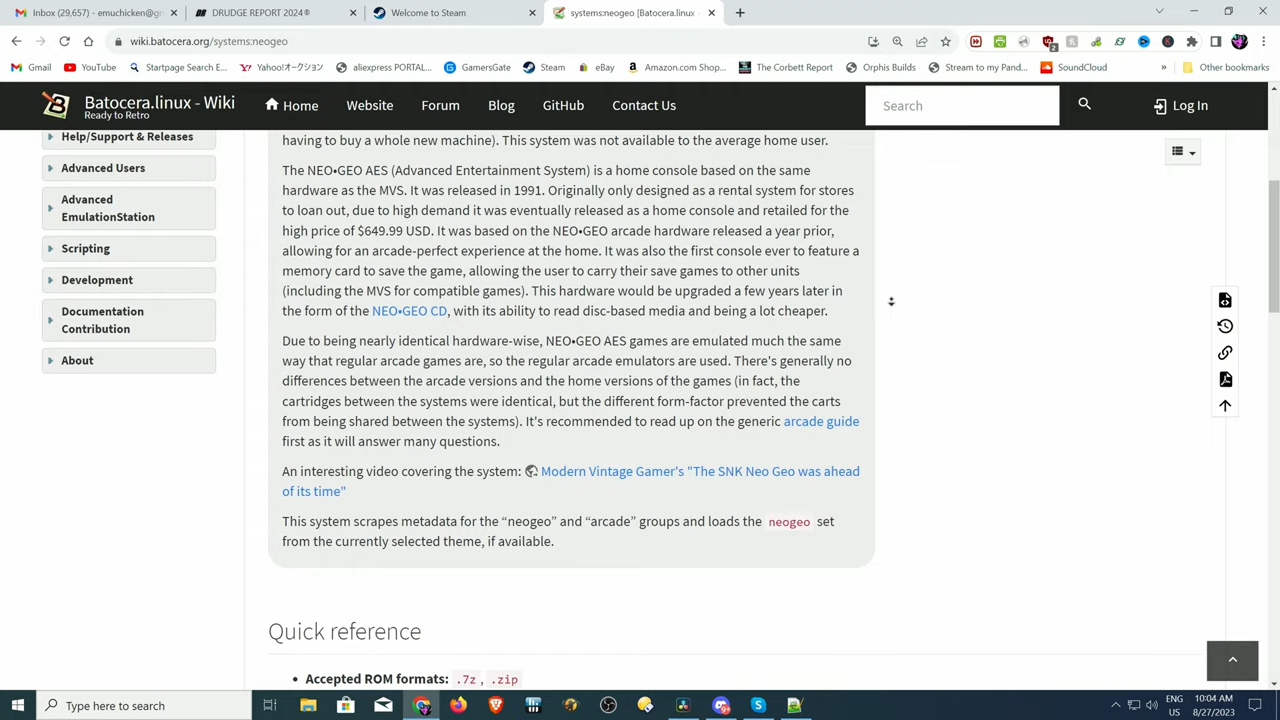 Inbox (29,657) - emuchicken@gm
DRUDGE REPORT 2024®
Welcome to Steam
systems:neogeo [Batocera.linux -
wiki.batocera.org/systems:neogeo
2
Gmail
YouTube
Startpage Search E...
Yahoo!オークション
aliexpress PORTAL...
GamersGate
Steam
eBay
Amazon.com Shop...
The Corbett Report
Orphis Builds
Stream to my Pand...
SoundCloud
»
Other bookmarks
Batocera.linux - Wiki
Ready to Retro
Home
Website
Forum
Blog
GitHub
Contact Us
Search
Log In
Help/Support & Releases
Advanced Users
Advanced
EmulationStation
Scripting
Development
Documentation
Contribution
About
having to buy a whole new machine). This system was not available to the average home user.
The NEO•GEO AES (Advanced Entertainment System) is a home console based on the same
hardware as the MVS. It was released in 1991. Originally only designed as a rental system for stores
to loan out, due to high demand it was eventually released as a home console and retailed for the
high price of $649.99 USD. It was based on the NEO•GEO arcade hardware released a year prior,
allowing for an arcade-perfect experience at the home. It was also the first console ever to feature a
memory card to save the game, allowing the user to carry their save games to other units
(including the MVS for compatible games). This hardware would be upgraded a few years later in
the form of the NEO•GEO CD, with its ability to read disc-based media and being a lot cheaper.
Due to being nearly identical hardware-wise, NEO•GEO AES games are emulated much the same
way that regular arcade games are, so the regular arcade emulators are used. There's generally no
differences between the arcade versions and the home versions of the games (in fact, the
cartridges between the systems were identical, but the different form-factor prevented the carts
from being shared between the systems). It's recommended to read up on the generic arcade guide
first as it will answer many questions.
An interesting video covering the system: Modern Vintage Gamer's "The SNK Neo Geo was ahead
of its time"
This system scrapes metadata for the “neogeo” and “arcade” groups and loads the neogeo set
from the currently selected theme, if available.
Quick reference
• Accepted ROM formats: .7z, .zip
Type here to search
ENG
US
10:04 AM
8/27/2023